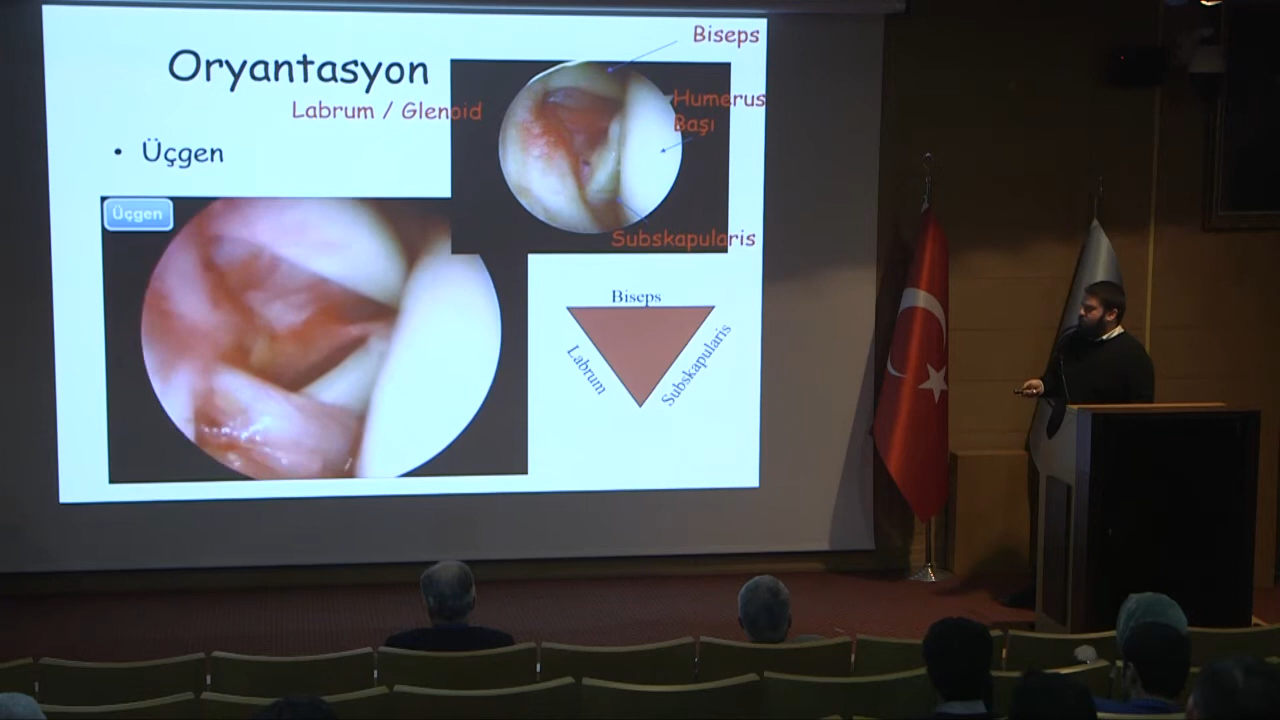 Oryantasyon
Biseps
Labrum / Glenoid
Humerus
Başı
• Üçgen
Üçgen
Subskapularis
Biseps
Labrum
Subskapularis